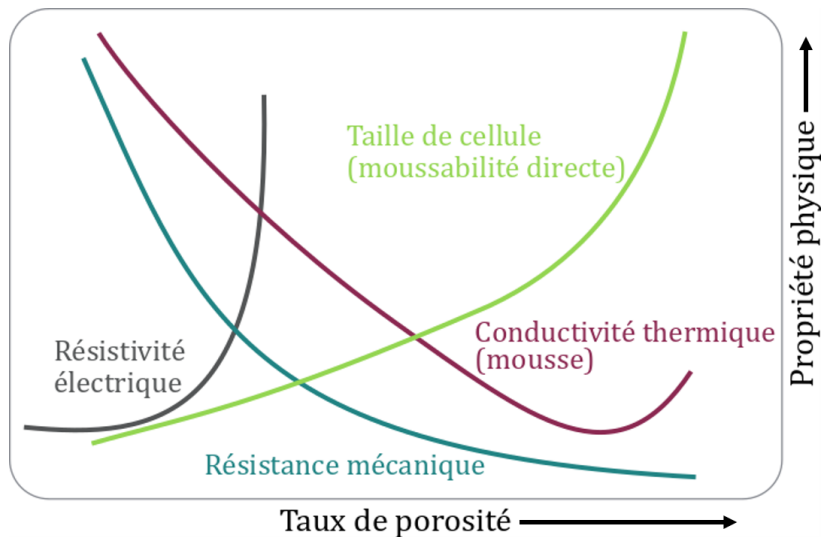 Taille de cellule
(moussabilité directe)
Résistivité
électrique
Conductivité thermique
(mousse)
Résistance mécanique
Taux de porosité
Propriété physique